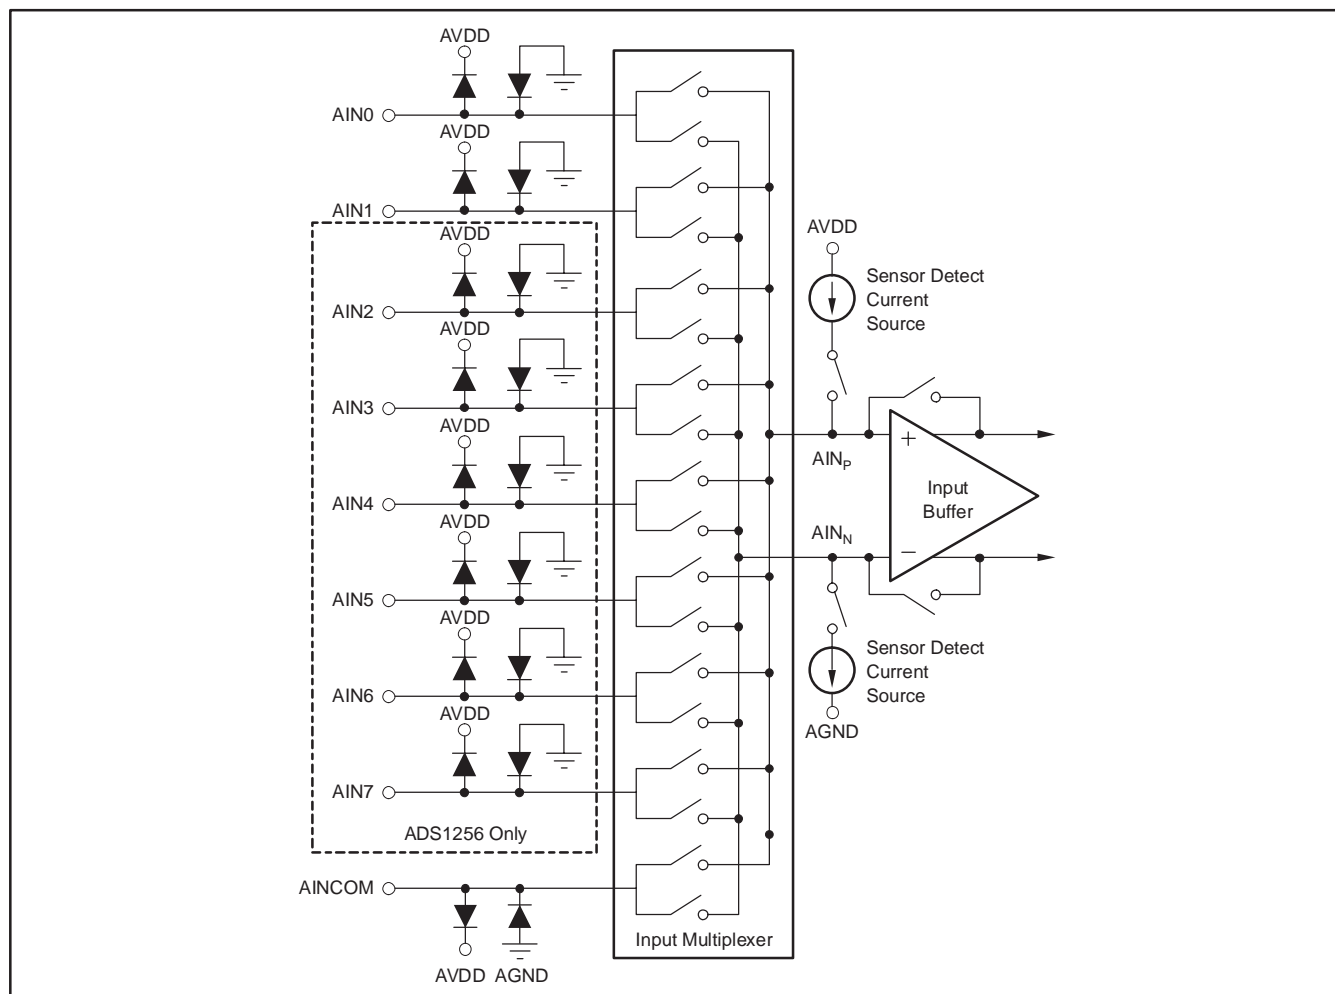 AVDD
AIN0
AVDD
AIN1
AVDD
AVDD
Sensor Detect
Current
Source
AIN2
AVDD
AIN3
AVDD
+
AINP
Input
Buffer
AIN4
AVDD
AINN
−
AIN5
AVDD
Sensor Detect
Current
Source
AIN6
AVDD
AGND
AIN7
ADS1256 Only
AINCOM
Input Multiplexer
AVDD AGND